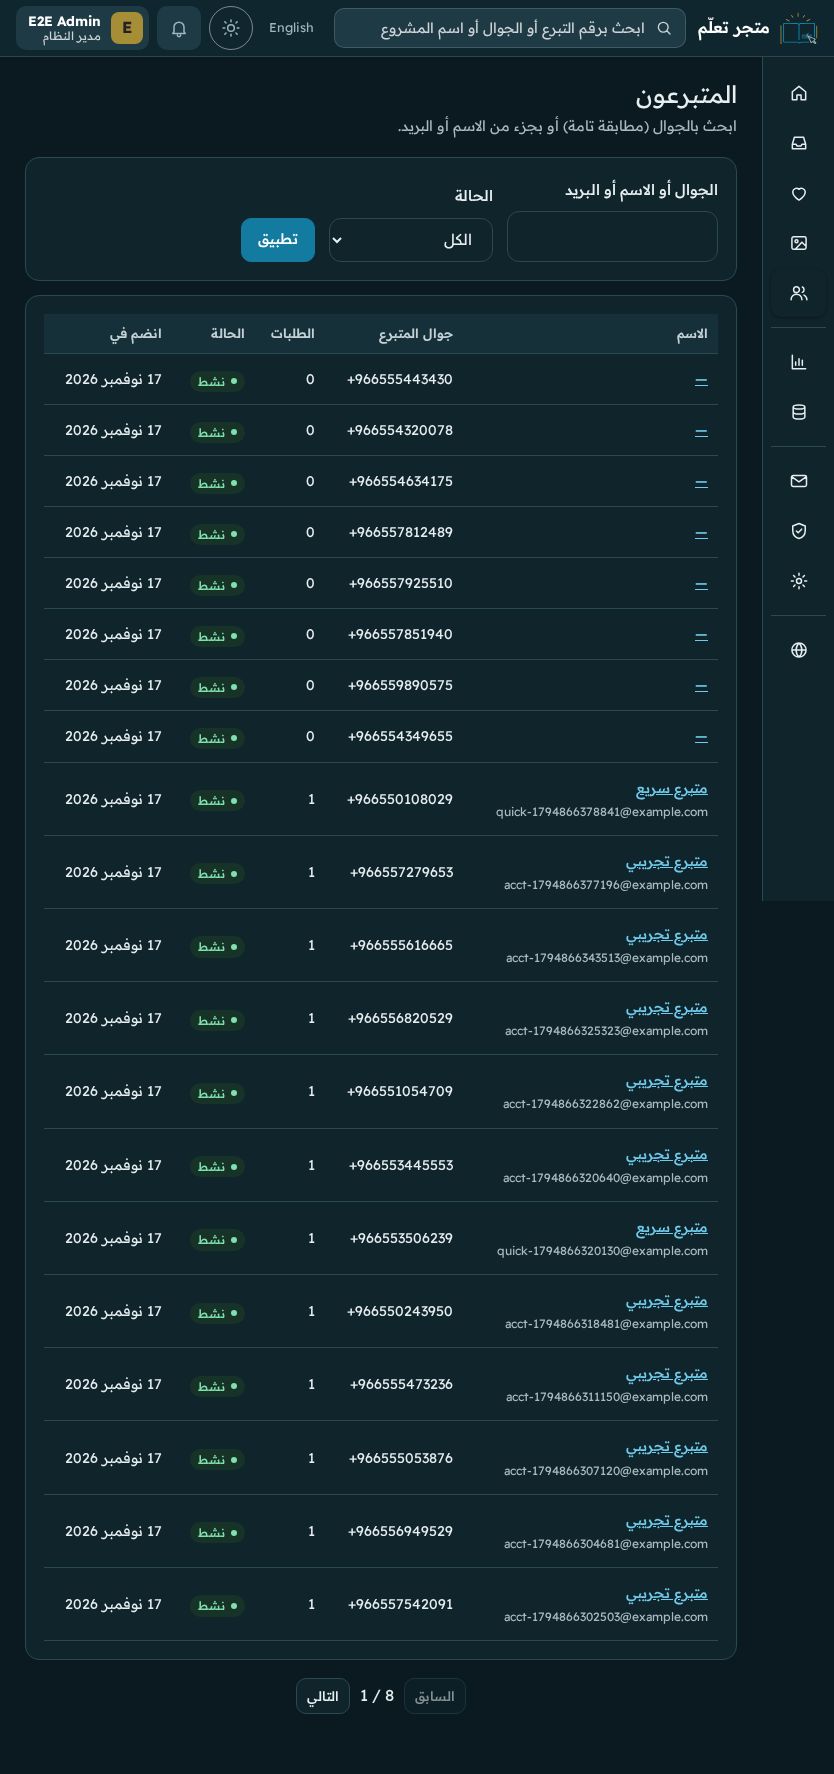 متجر تعلّم
ابحث برقم التبرع أو الجوال أو اسم المشروع
English
E2E Admin
مدير النظام
E
المتبرعون
ابحث بالجوال (مطابقة تامة) أو بجزء من الاسم أو البريد.
الجوال أو الاسم أو البريد
الحالة
الكل
تطبيق
الاسم جوال المتبرع الطلبات الحالة انضم في
— +966555443430 0 نشط 17 نوفمبر 2026
— +966554320078 0 نشط 17 نوفمبر 2026
— +966554634175 0 نشط 17 نوفمبر 2026
— +966557812489 0 نشط 17 نوفمبر 2026
— +966557925510 0 نشط 17 نوفمبر 2026
— +966557851940 0 نشط 17 نوفمبر 2026
— +966559890575 0 نشط 17 نوفمبر 2026
— +966554349655 0 نشط 17 نوفمبر 2026
متبرع سريع +966550108029 1 نشط 17 نوفمبر 2026
quick-1794866378841@example.com
متبرع تجريبي +966557279653 1 نشط 17 نوفمبر 2026
acct-1794866377196@example.com
متبرع تجريبي +966555616665 1 نشط 17 نوفمبر 2026
acct-1794866343513@example.com
متبرع تجريبي +966556820529 1 نشط 17 نوفمبر 2026
acct-1794866325323@example.com
متبرع تجريبي +966551054709 1 نشط 17 نوفمبر 2026
acct-1794866322862@example.com
متبرع تجريبي +966553445553 1 نشط 17 نوفمبر 2026
acct-1794866320640@example.com
متبرع سريع +966553506239 1 نشط 17 نوفمبر 2026
quick-1794866320130@example.com
متبرع تجريبي +966550243950 1 نشط 17 نوفمبر 2026
acct-1794866318481@example.com
متبرع تجريبي +966555473236 1 نشط 17 نوفمبر 2026
acct-1794866311150@example.com
متبرع تجريبي +966555053876 1 نشط 17 نوفمبر 2026
acct-1794866307120@example.com
متبرع تجريبي +966556949529 1 نشط 17 نوفمبر 2026
acct-1794866304681@example.com
متبرع تجريبي +966557542091 1 نشط 17 نوفمبر 2026
acct-1794866302503@example.com
السابق 1 / 8 التالي